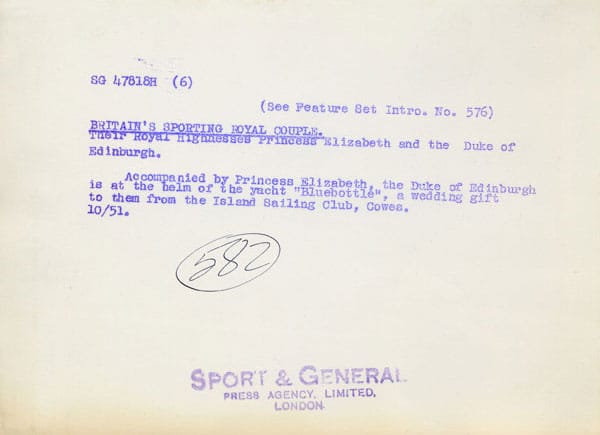 SG 47818H (6)
(See Feature Set Intro. No. 576)
BRITAIN'S SPORTING ROYAL COUPLE.
Their Royal Highnesses Princess Elizabeth and the Duke of
Edinburgh.
Accompanied by Princess Elizabeth, the Duke of Edinburgh
is at the helm of the yacht "Bluebottle", a wedding gift
to them from the Island Sailing Club, Cowes.
10/51.
582
SPORT & GENERAL
PRESS AGENCY, LIMITED,
LONDON.